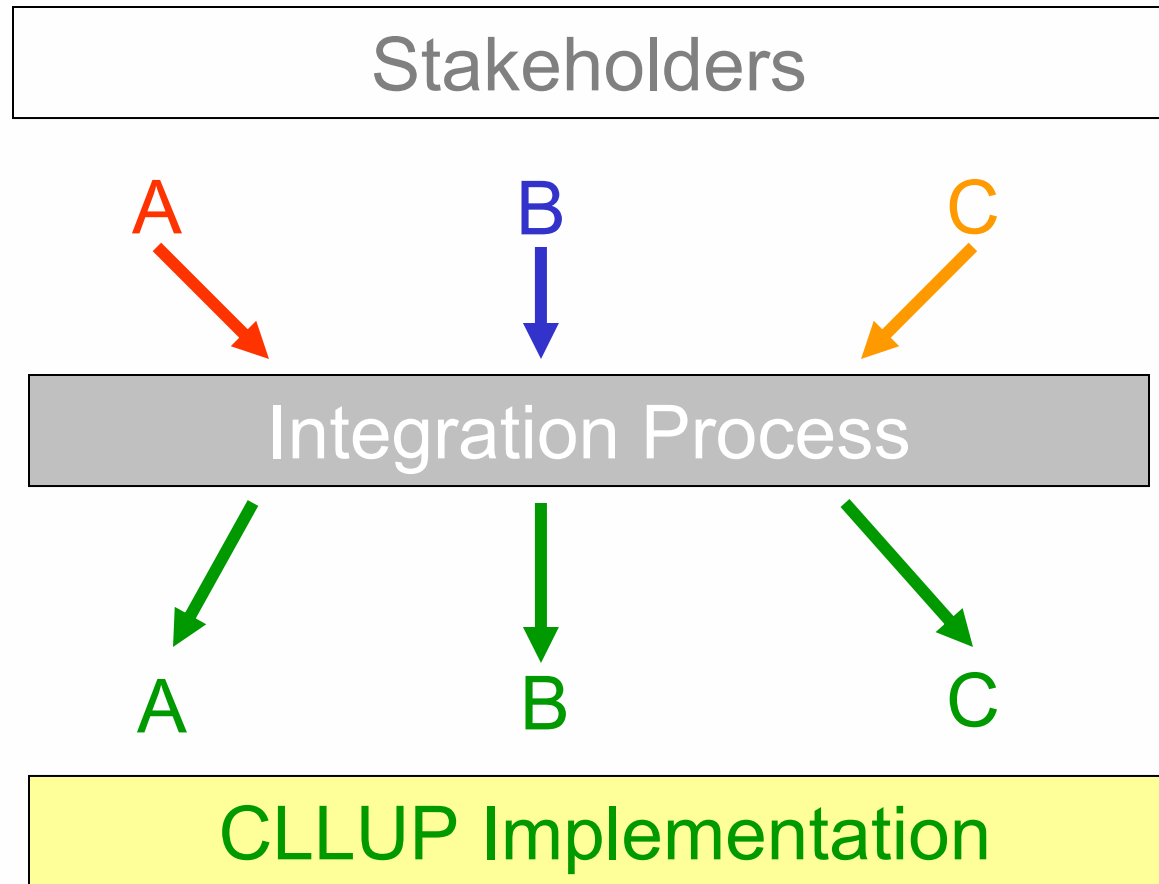 Stakeholders
A B C
Integration Process
A B C
CLLUP Implementation